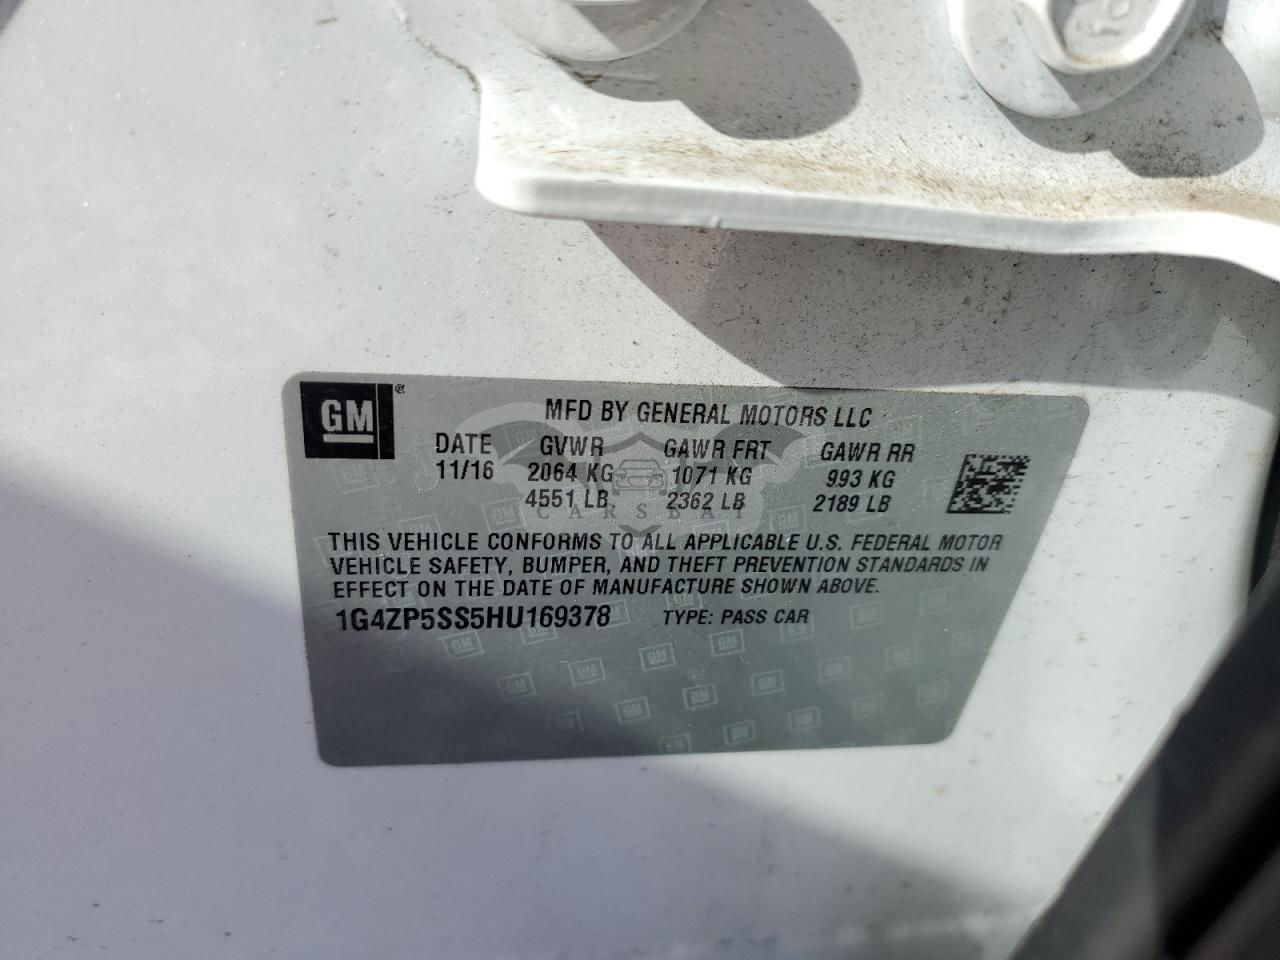 GM ®
MFD BY GENERAL MOTORS LLC
DATE GVWR GAWR FRT GAWR RR
11/16 2064 KG 1071 KG 993 KG
4551 LB 2362 LB 2189 LB
CARSBAT
THIS VEHICLE CONFORMS TO ALL APPLICABLE U.S. FEDERAL MOTOR
VEHICLE SAFETY, BUMPER, AND THEFT PREVENTION STANDARDS IN
EFFECT ON THE DATE OF MANUFACTURE SHOWN ABOVE.
1G4ZP5SS5HU169378 TYPE: PASS CAR